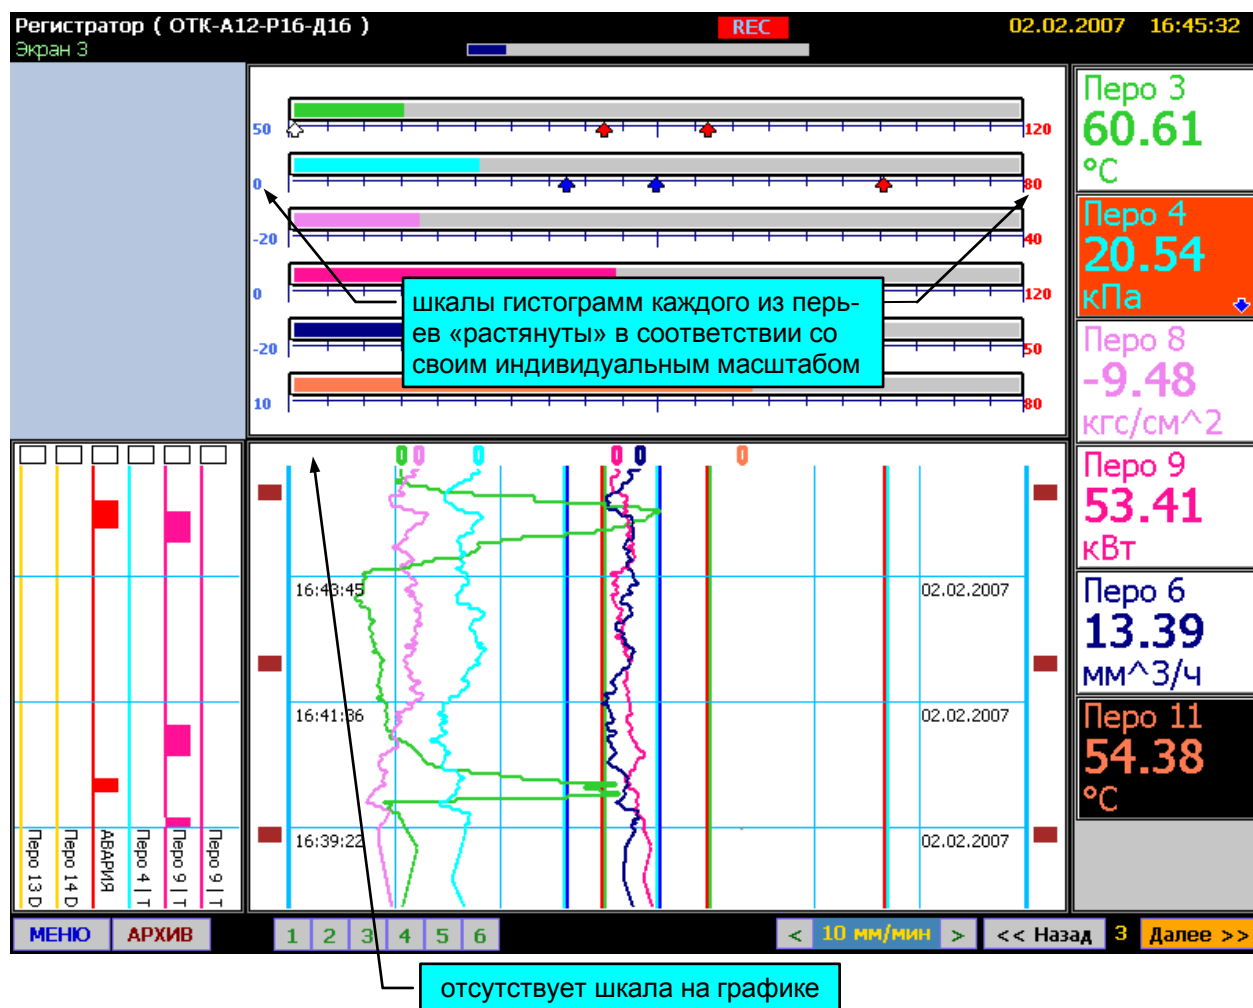 Регистратор ( ОТК-А12-Р16-Д16 )
REC
02.02.2007 16:45:32
Экран 3
50
120
0
80
-20
40
0
120
-20
50
10
80
шкалы гистограмм каждого из перь-
ев «растянуты» в соответствии со
своим индивидуальным масштабом
Перо 3
60.61
°C
Перо 4
20.54
кПа
Перо 8
-9.48
кгс/см^2
Перо 9
53.41
кВт
Перо 6
13.39
мм^3/ч
Перо 11
54.38
°C
16:43:45
02.02.2007
16:41:36
02.02.2007
16:39:22
02.02.2007
Перо 13 D
Перо 14 D
АВАРИЯ
Перо 4 | Т
Перо 9 | Т
Перо 9 | Т
МЕНЮ
АРХИВ
1 2 3 4 5 6
< 10 мм/мин >
<< Назад
3
Далее >>
отсутствует шкала на графике